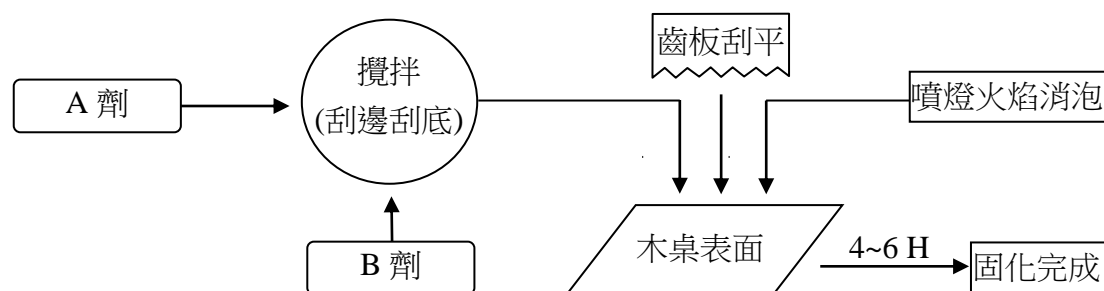 齒板刮平
攪拌
(刮邊刮底)
A 劑
噴燈火焰消泡
木桌表面
4~6 H
B 劑
固化完成